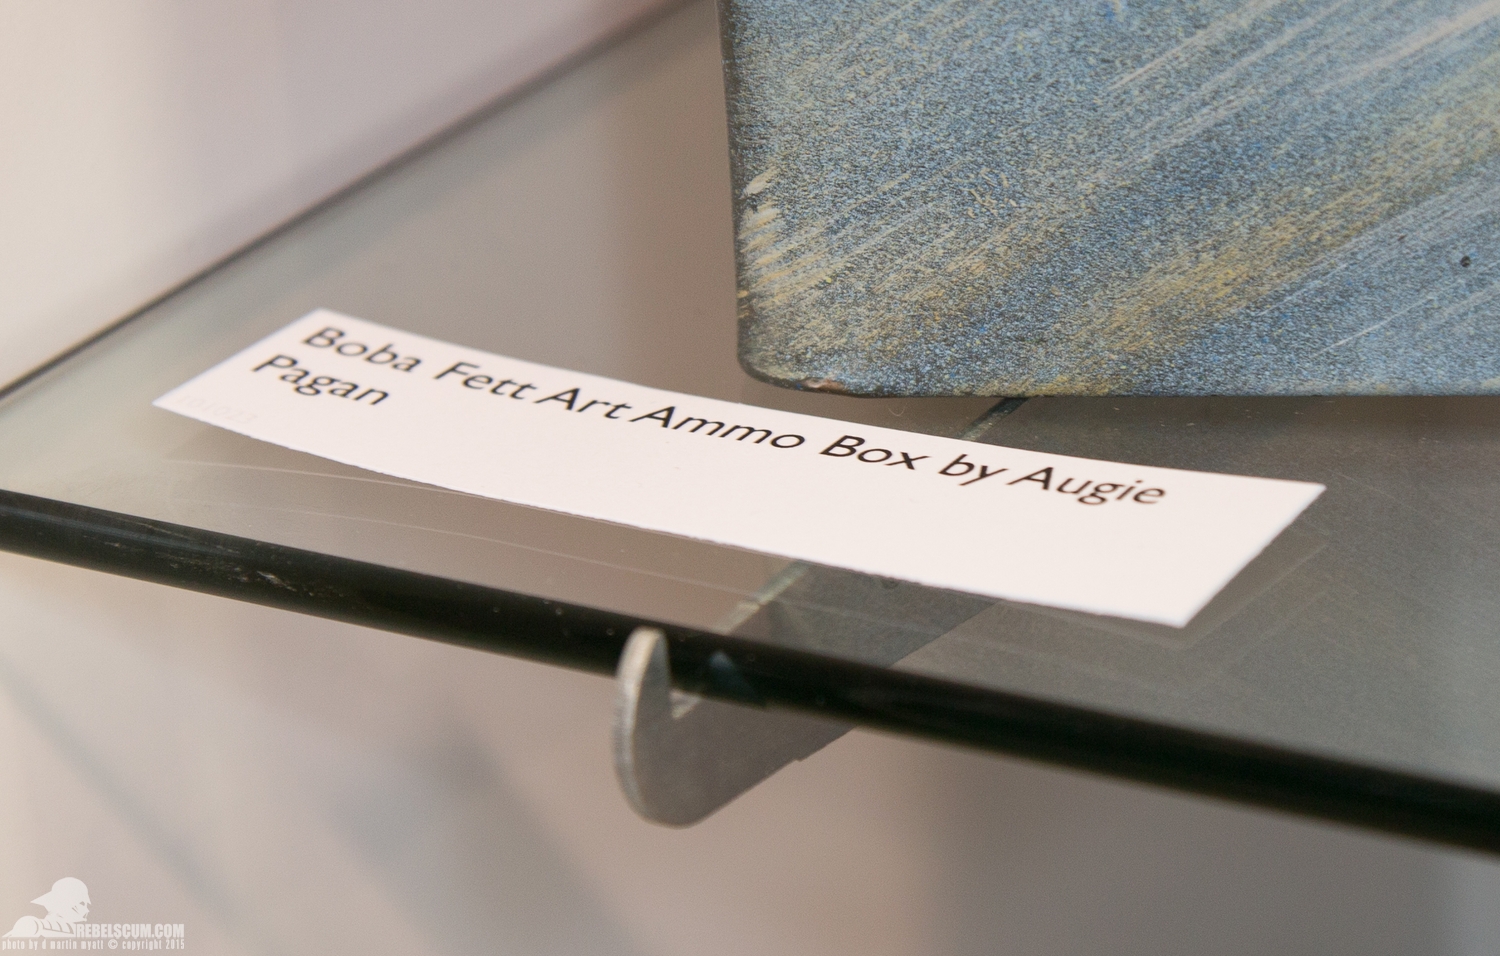 Boba Fett Art Ammo Box by Augie
Pagan
REBELSCUM.COM
photo by d martin myatt © copyright 2015